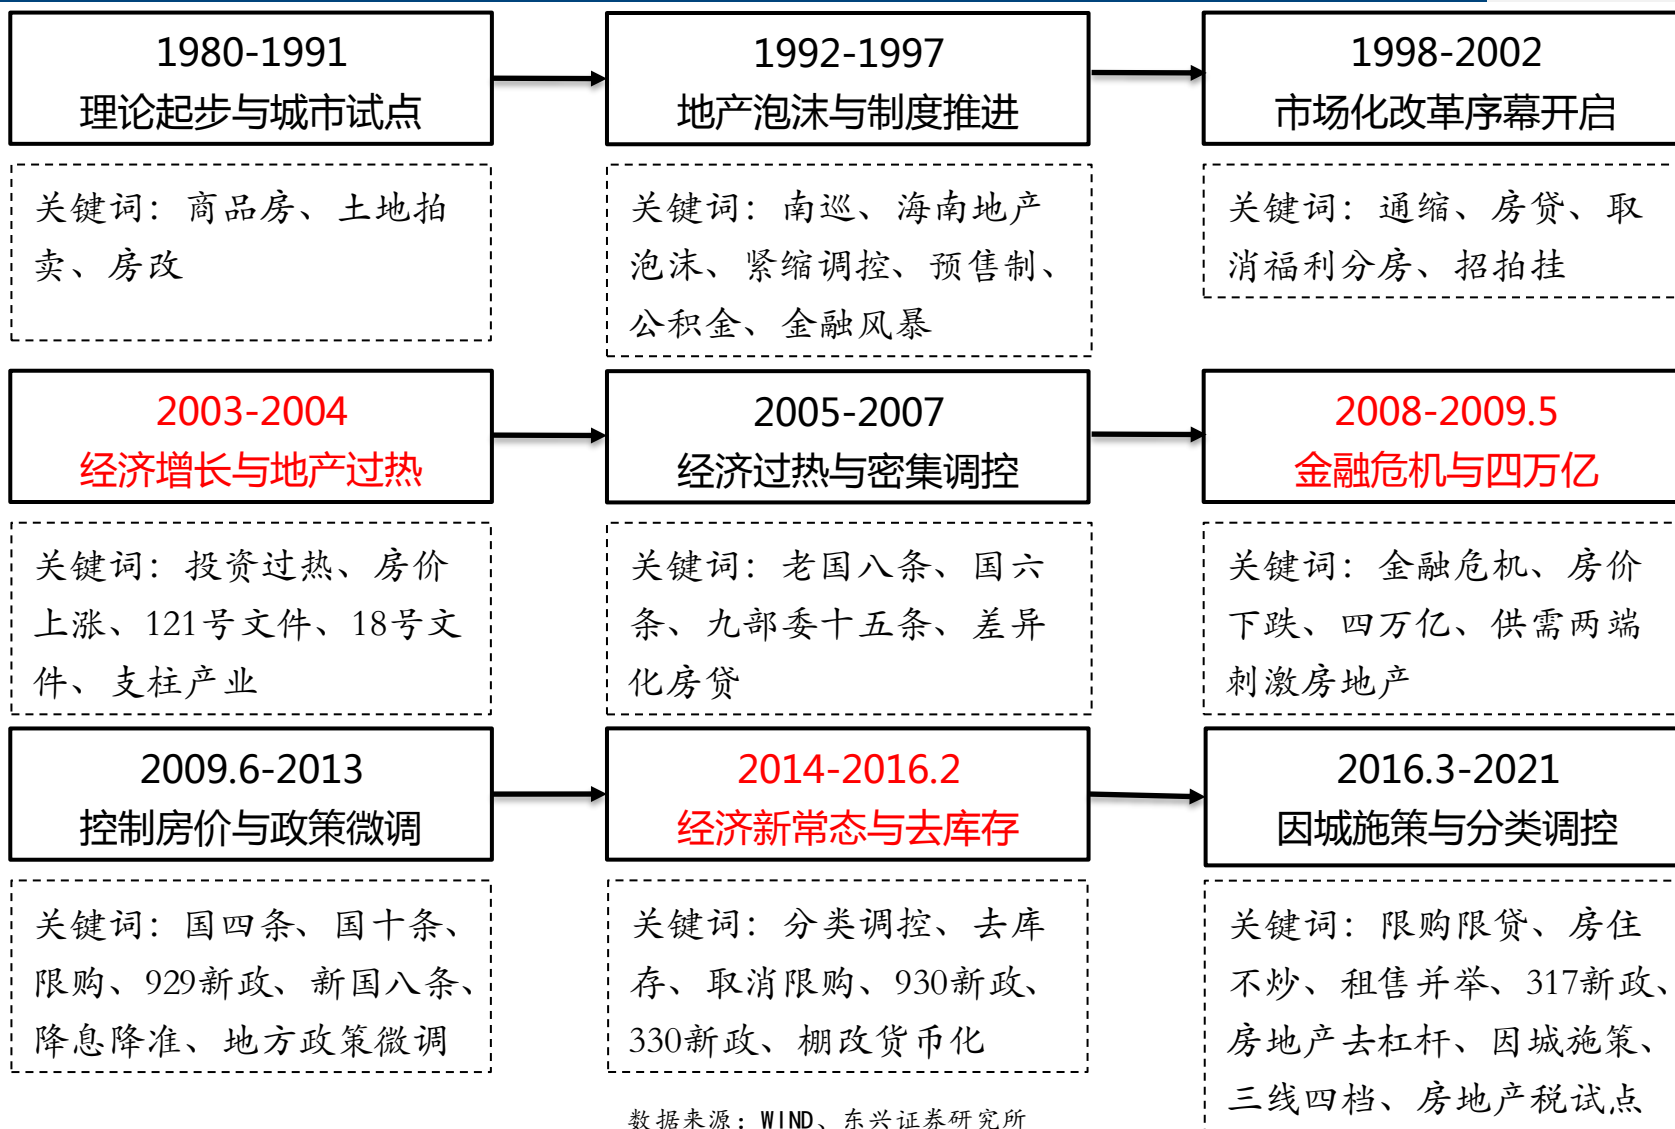 1980-1991
理论起步与城市试点
关键词：商品房、土地拍
卖、房改
1992-1997
地产泡沫与制度推进
关键词：南巡、海南地产
泡沫、紧缩调控、预售制、
公积金、金融风暴
1998-2002
市场化改革序幕开启
关键词：通缩、房贷、取
消福利分房、招拍挂
2003-2004
经济增长与地产过热
关键词：投资过热、房价
上涨、121号文件、18号文
件、支柱产业
2005-2007
经济过热与密集调控
关键词：老国八条、国六
条、九部委十五条、差异
化房贷
2008-2009.5
金融危机与四万亿
关键词：金融危机、房价
下跌、四万亿、供需两端
刺激房地产
2009.6-2013
控制房价与政策微调
关键词：国四条、国十条、
限购、929新政、新国八条、
降息降准、地方政策微调
2014-2016.2
经济新常态与去库存
关键词：分类调控、去库
存、取消限购、930新政、
330新政、棚改货币化
2016.3-2021
因城施策与分类调控
关键词：限购限贷、房住
不炒、租售并举、317新政、
房地产去杠杆、因城施策、
三线四档、房地产税试点
数据来源：WIND、东兴证券研究所